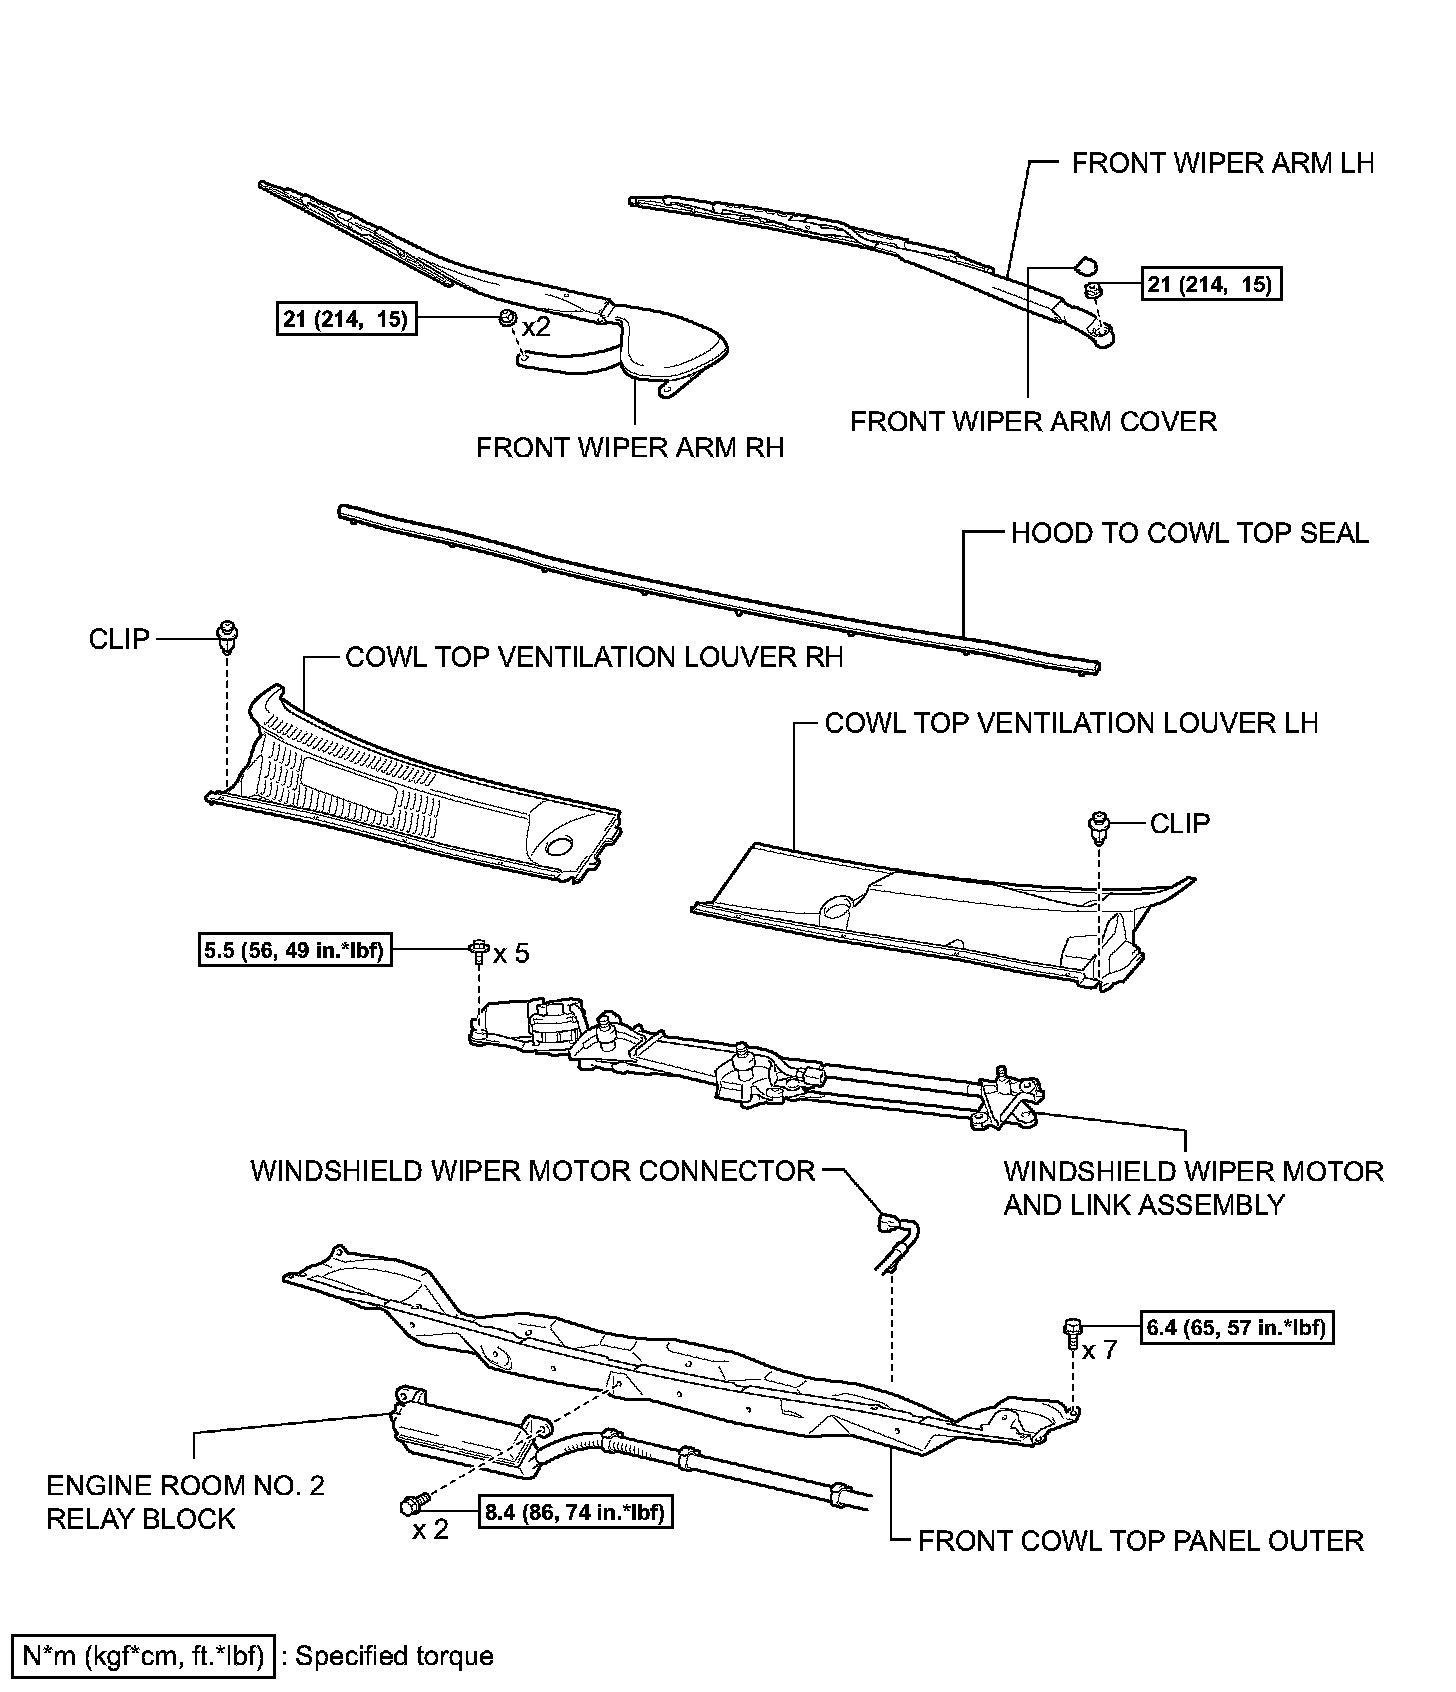 FRONT WIPER ARM LH
21 (214, 15)
21 (214, 15)
x2
FRONT WIPER ARM COVER
FRONT WIPER ARM RH
HOOD TO COWL TOP SEAL
CLIP
COWL TOP VENTILATION LOUVER RH
COWL TOP VENTILATION LOUVER LH
CLIP
5.5 (56, 49 in.*lbf)
x 5
WINDSHIELD WIPER MOTOR CONNECTOR
WINDSHIELD WIPER MOTOR
AND LINK ASSEMBLY
6.4 (65, 57 in.*lbf)
x 7
ENGINE ROOM NO. 2
RELAY BLOCK
8.4 (86, 74 in.*lbf)
x 2
FRONT COWL TOP PANEL OUTER
N*m (kgf*cm, ft.*lbf) : Specified torque